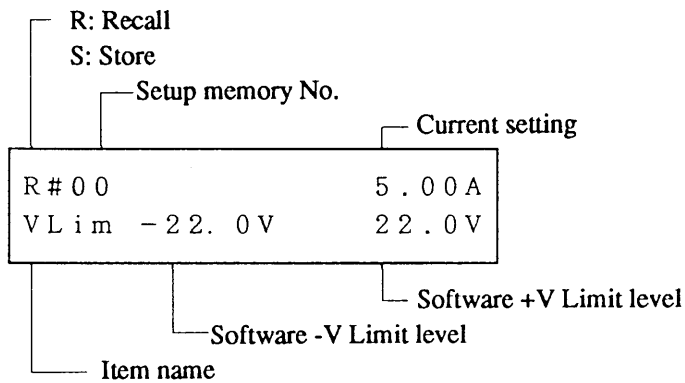 R: Recall
S: Store
Setup memory No.
Current setting
R#00 5.00A
VLim -22.0V 22.0V
Software +V Limit level
Software -V Limit level
Item name